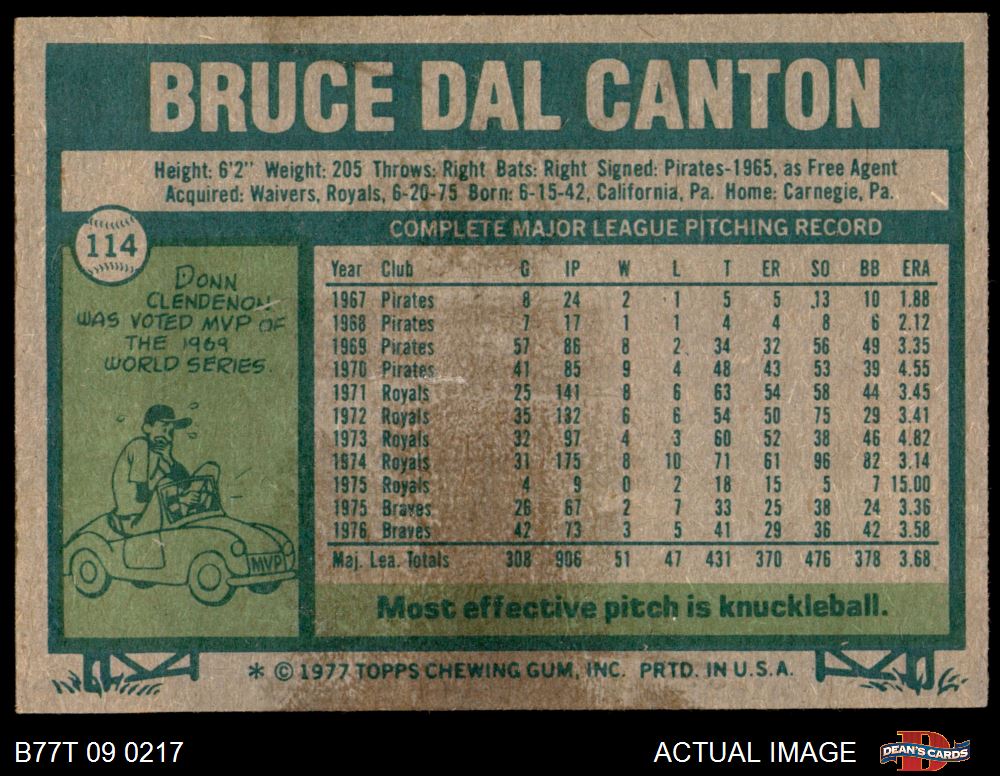 BRUCE DAL CANTON
Height: 6'2" Weight: 205 Throws: Right Bats: Right Signed: Pirates-1965, as Free Agent
Acquired: Waivers, Royals, 6-20-75 Born: 6-15-42, California, Pa. Home: Carnegie, Pa.
114
DONN
CLENDENON
WAS VOTED MVP OF
THE 1969
WORLD SERIES.
MVP
COMPLETE MAJOR LEAGUE PITCHING RECORD
Year Club G IP W L T ER SO BB ERA
1967 Pirates 8 24 2 1 5 5 13 10 1.88
1968 Pirates 7 17 1 1 4 4 8 6 2.12
1969 Pirates 57 86 8 2 34 32 56 49 3.35
1970 Pirates 41 85 9 4 48 43 53 39 4.55
1971 Royals 25 141 8 6 63 54 58 44 3.45
1972 Royals 35 132 6 6 54 50 75 29 3.41
1973 Royals 32 97 4 3 60 52 38 46 4.82
1974 Royals 31 175 8 10 71 61 96 82 3.14
1975 Royals 4 9 0 2 18 15 5 7 15.00
1975 Braves 26 67 2 7 33 25 38 24 3.36
1976 Braves 42 73 3 5 41 29 36 42 3.58
Maj. Lea. Totals 308 906 51 47 431 370 476 378 3.68
Most effective pitch is knuckleball.
* © 1977 TOPPS CHEWING GUM, INC. PRTD. IN U.S.A.
B77T 09 0217
ACTUAL IMAGE
D
DEAN'S CARDS